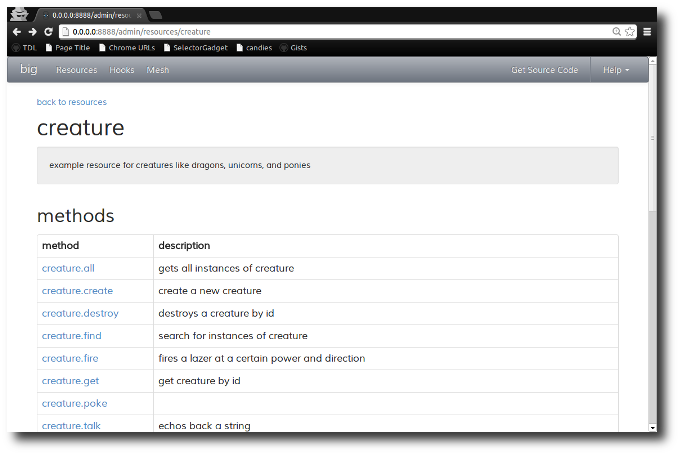 0.0.0.0:8888/admin/resou
0.0.0.0:8888/admin/resources/creature
TDL Page Title Chrome URLs SelectorGadget candies Gists
big Resources Hooks Mesh Get Source Code Help
back to resources
creature
example resource for creatures like dragons, unicorns, and ponies
methods
method description
creature.all gets all instances of creature
creature.create create a new creature
creature.destroy destroys a creature by id
creature.find search for instances of creature
creature.fire fires a lazer at a certain power and direction
creature.get get creature by id
creature.poke
creature.talk echos back a string